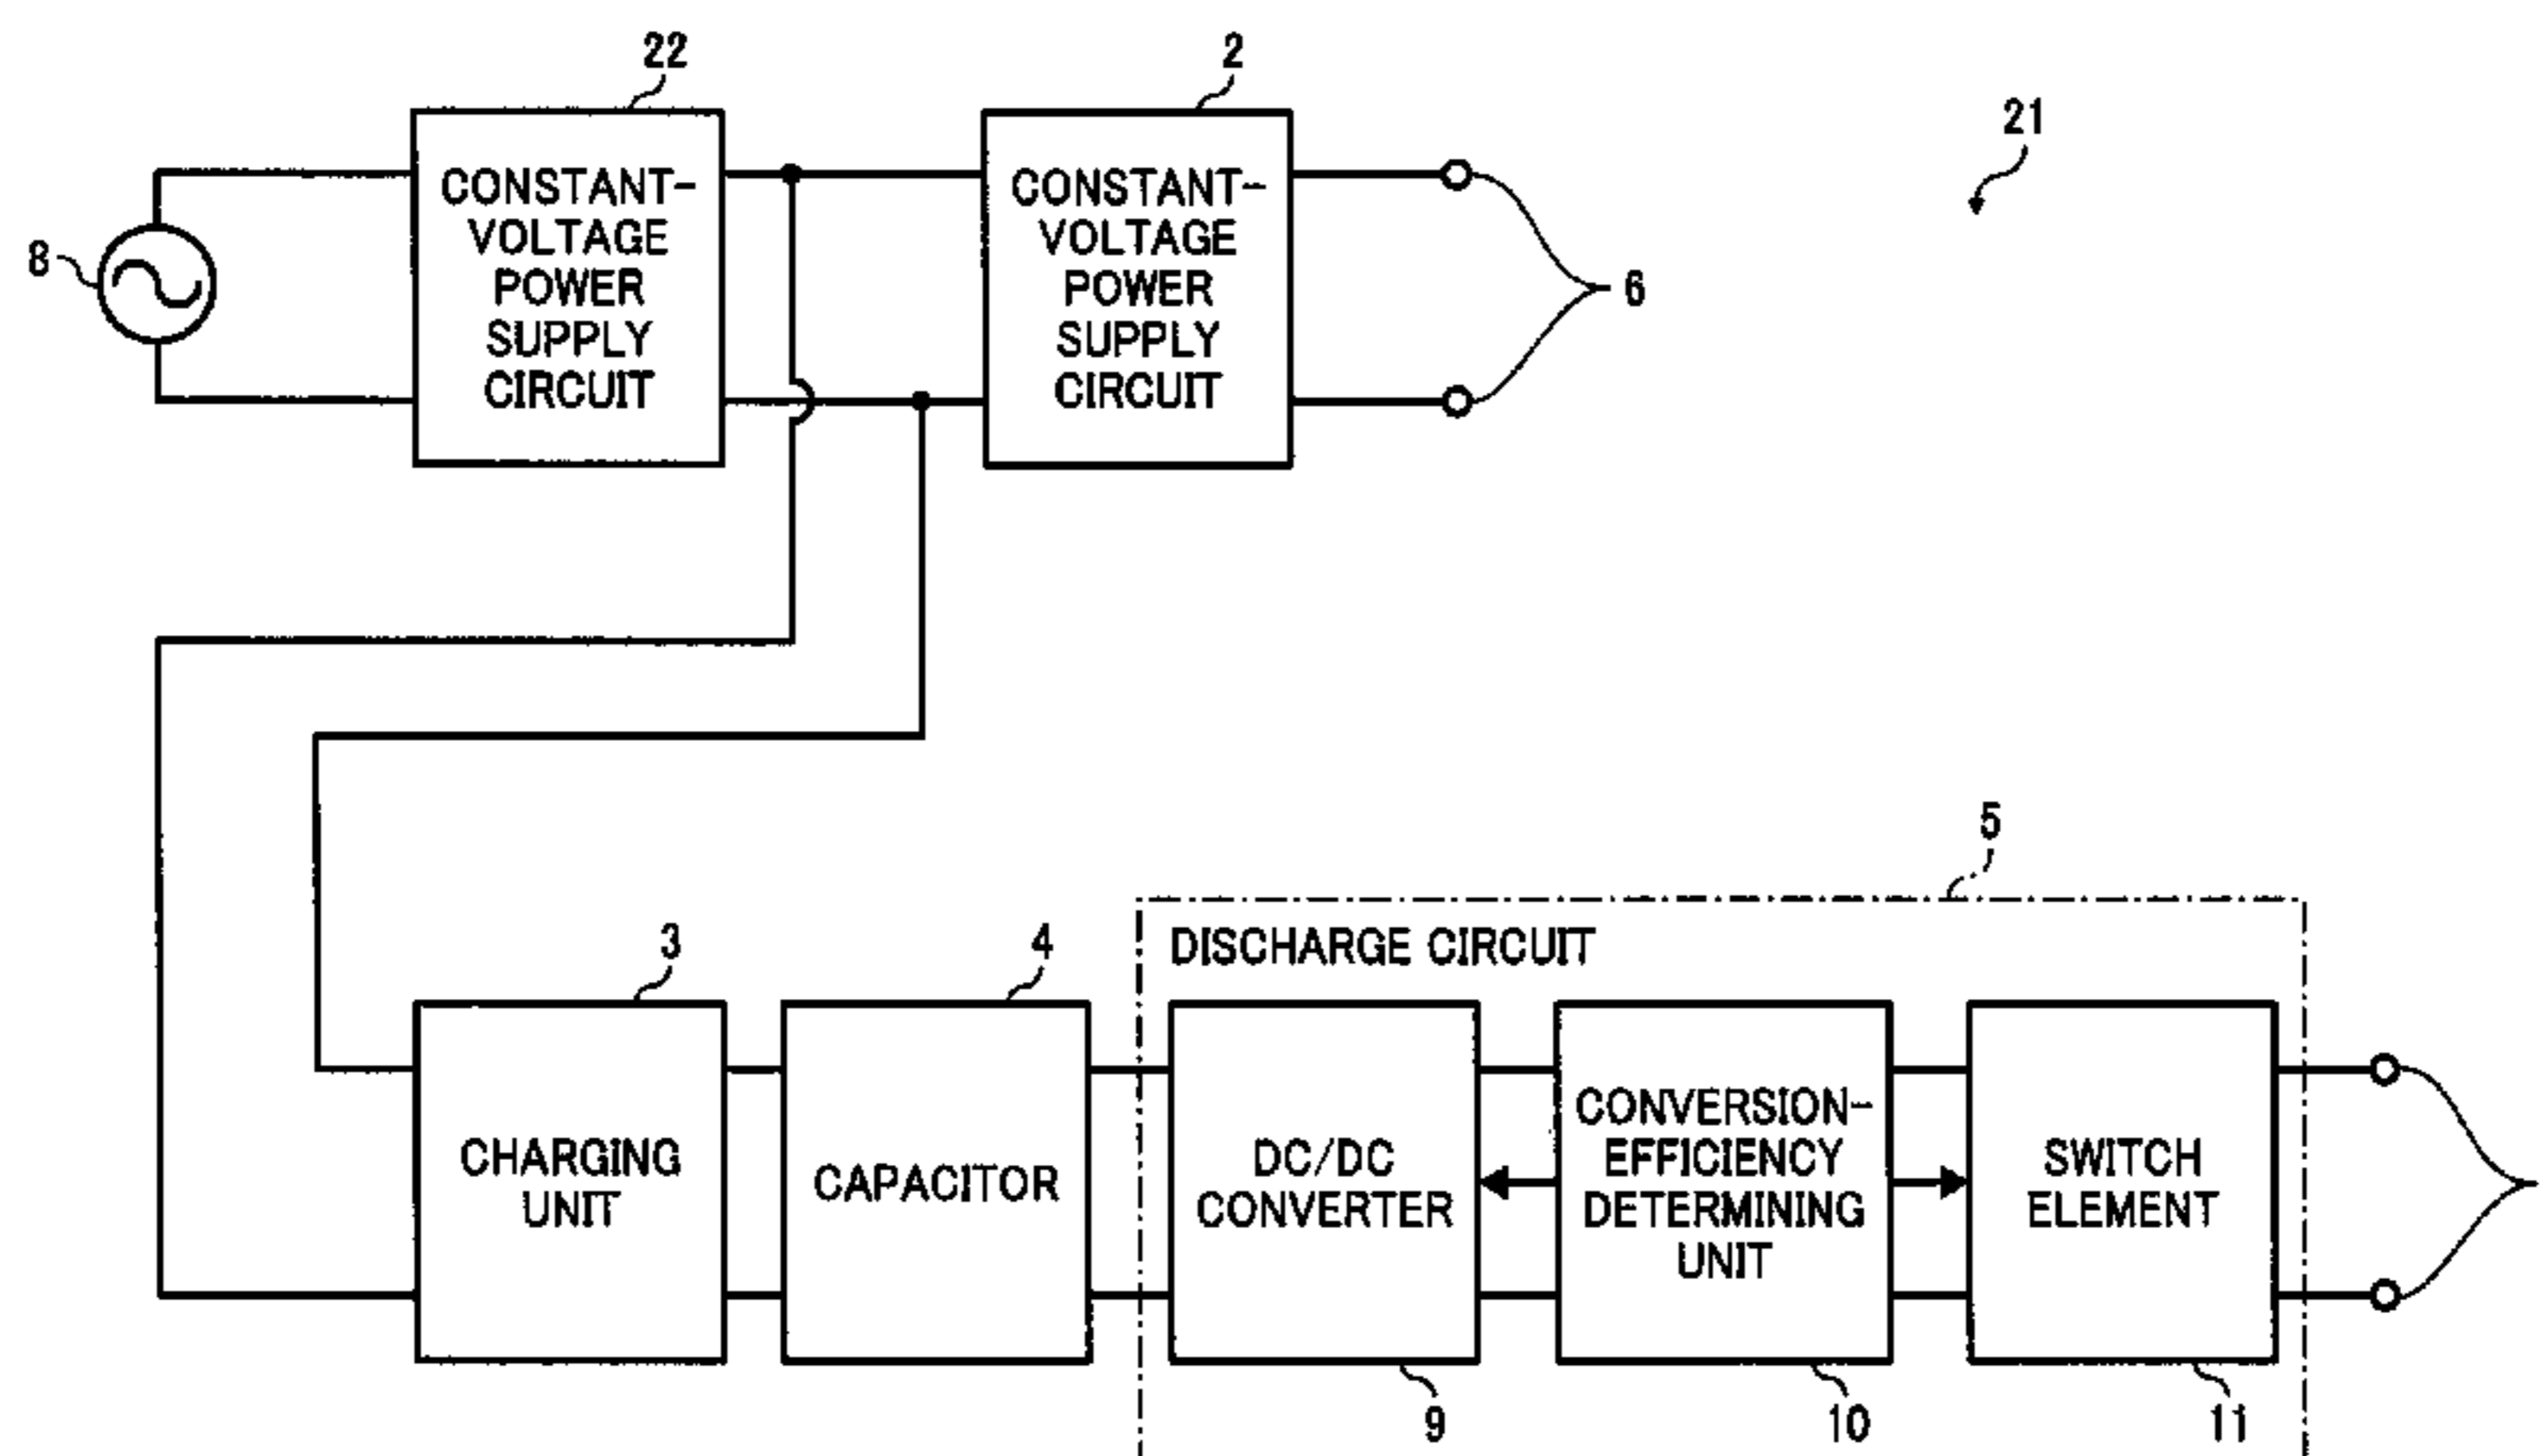 22
2
21
CONSTANT-
VOLTAGE
POWER
SUPPLY
CIRCUIT
CONSTANT-
VOLTAGE
POWER
SUPPLY
CIRCUIT
8
6
5
3
4
DISCHARGE CIRCUIT
CHARGING
UNIT
CAPACITOR
DC/DC
CONVERTER
CONVERSION-
EFFICIENCY
DETERMINING
UNIT
SWITCH
ELEMENT
9
10
11